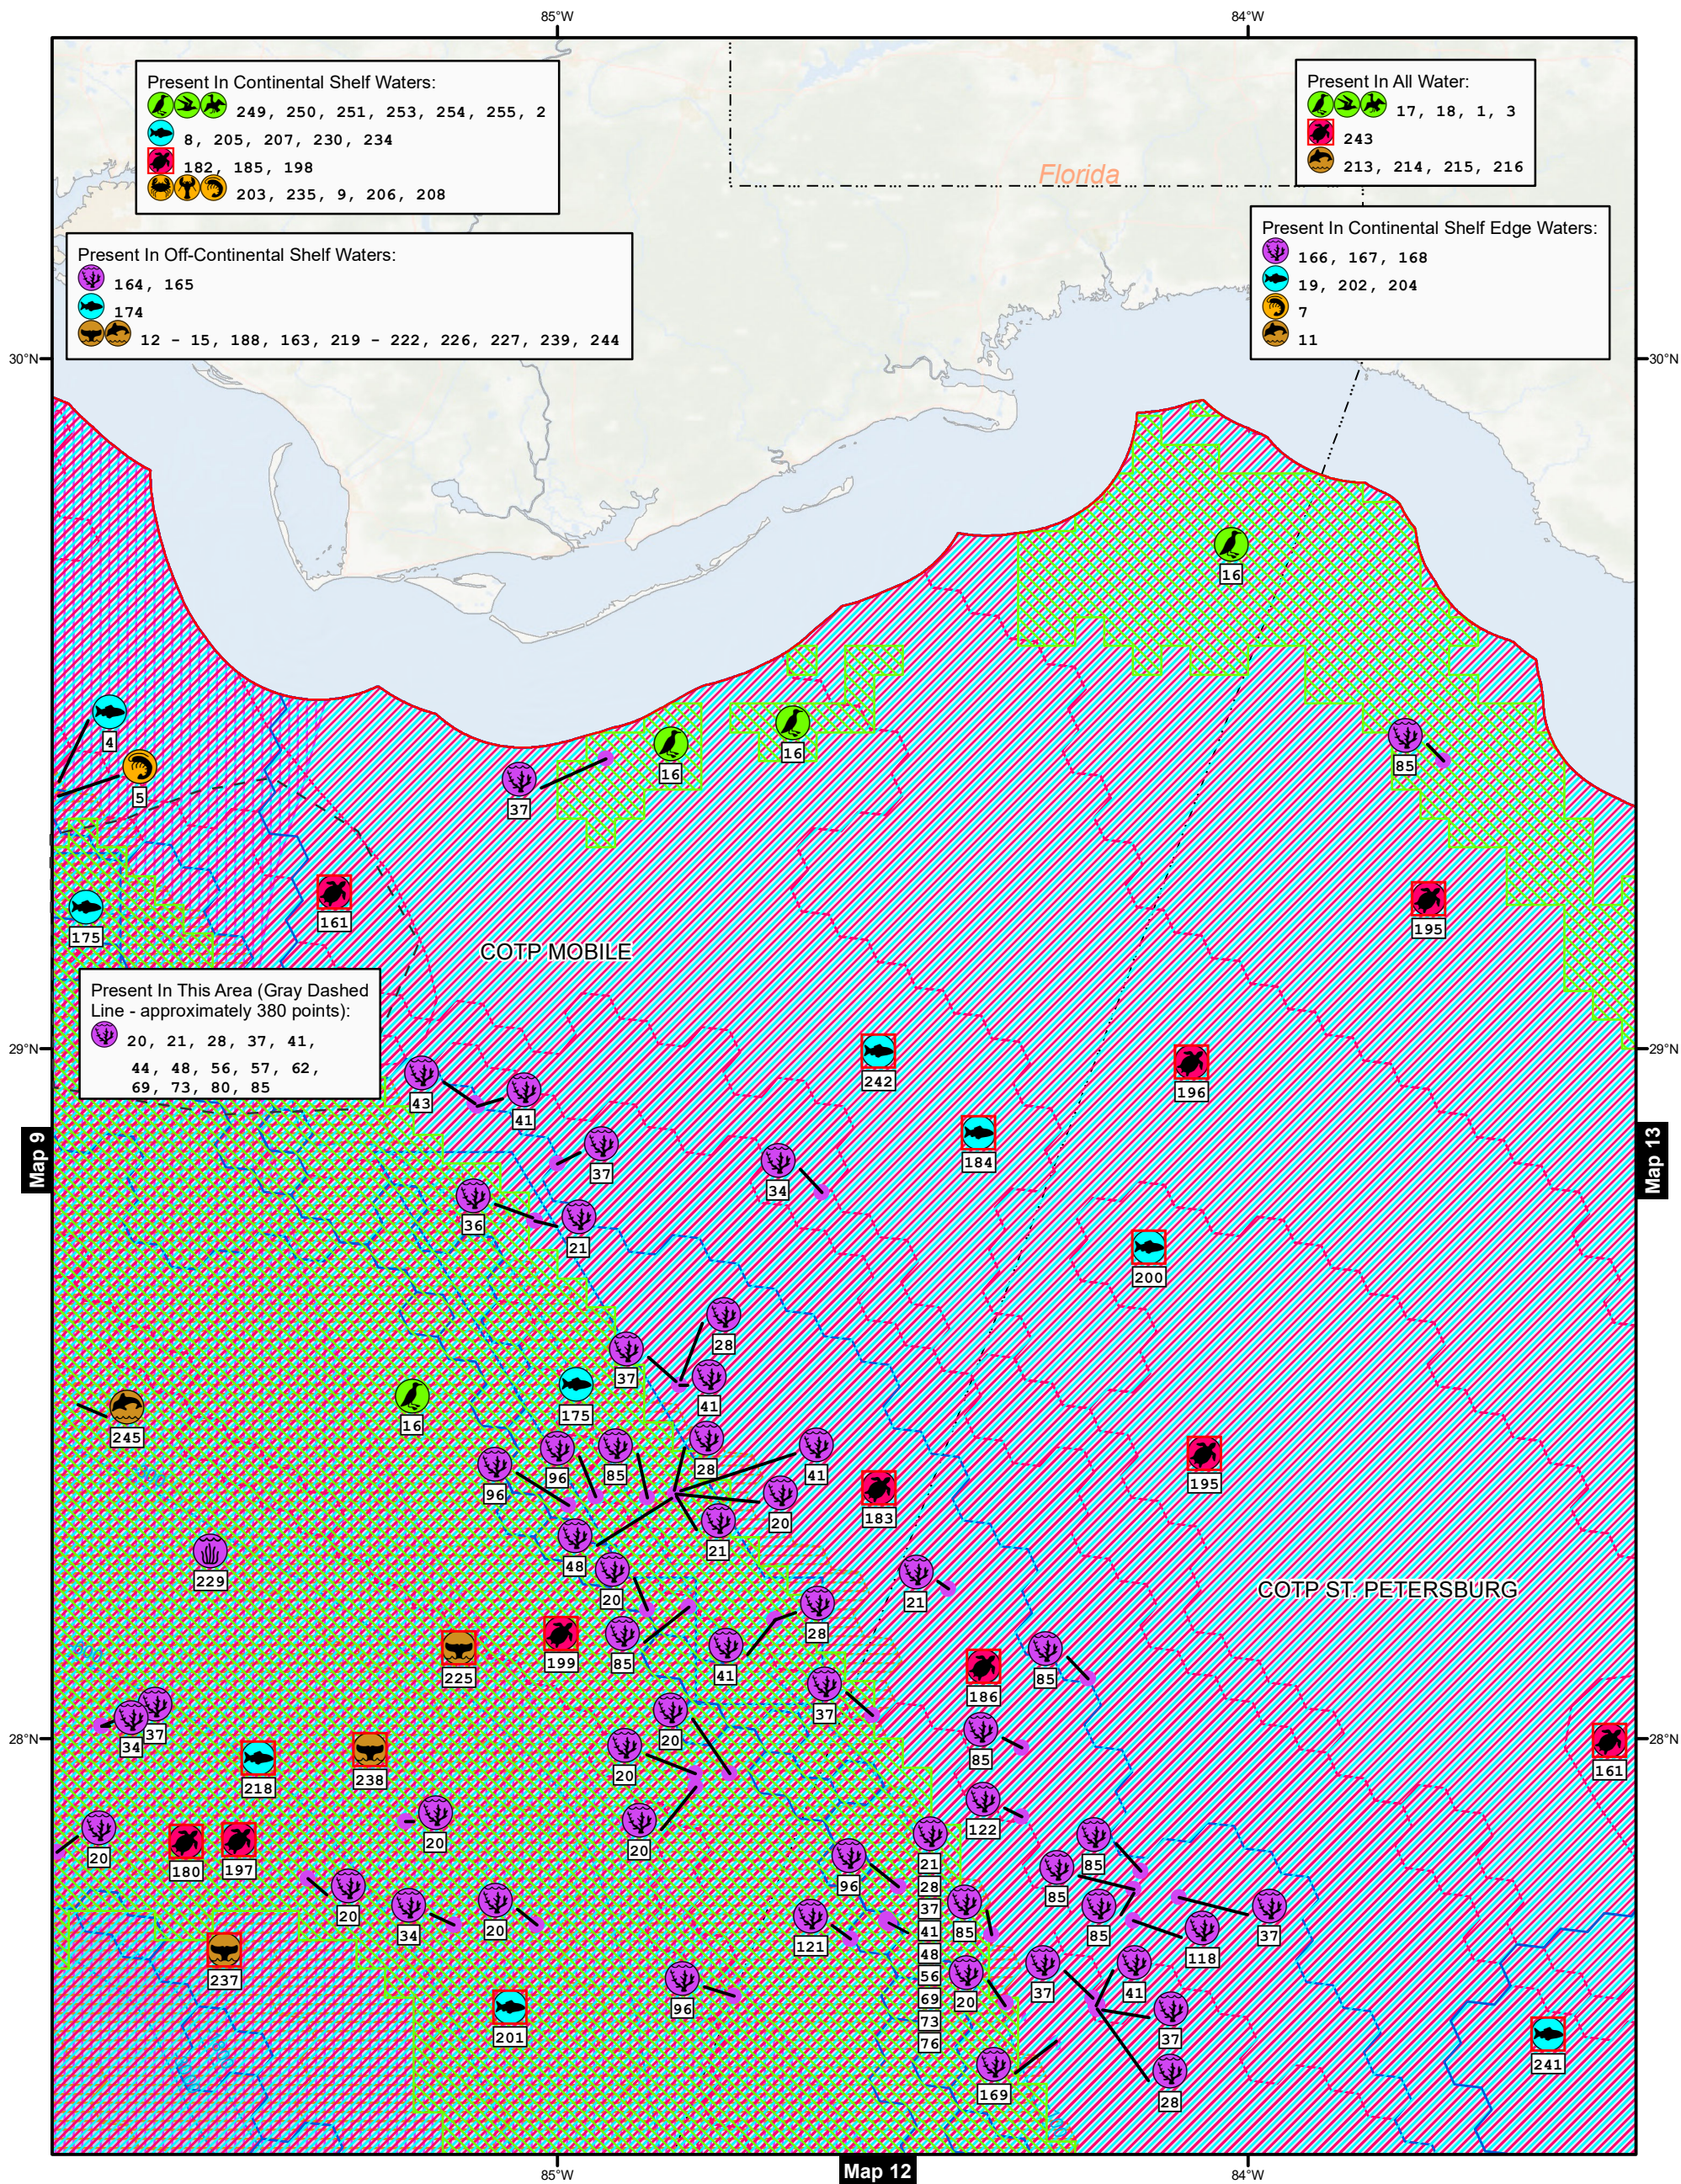 85°W
84°W
Present In Continental Shelf Waters:
249, 250, 251, 253, 254, 255, 2
8, 205, 207, 230, 234
182, 185, 198
203, 235, 9, 206, 208
Present In All Water:
17, 18, 1, 3
243
213, 214, 215, 216
Florida
Present In Off-Continental Shelf Waters:
164, 165
174
12 - 15, 188, 163, 219 - 222, 226, 227, 239, 244
Present In Continental Shelf Edge Waters:
166, 167, 168
19, 202, 204
7
11
30°N
30°N
16
4
16
16
85
5
37
161
195
175
COTP MOBILE
Present In This Area (Gray Dashed
Line - approximately 380 points):
20, 21, 28, 37, 41,
44, 48, 56, 57, 62,
69, 73, 80, 85
29°N
29°N
242
196
43
41
Map 9
Map 13
184
37
34
36
21
200
28
37
41
175
16
245
28
41
96
85
96
195
183
20
21
48
229
20
21
COTP ST. PETERSBURG
28
199
85
41
225
85
186
37
37
34
20
85
28°N
28°N
161
20
238
218
122
20
20
20
21
85
180
197
28
96
85
37
20
34
20
85
41
121
85
37
118
48
237
56
37
41
20
96
69
73
201
37
76
241
169
28
85°W
Map 12
84°W